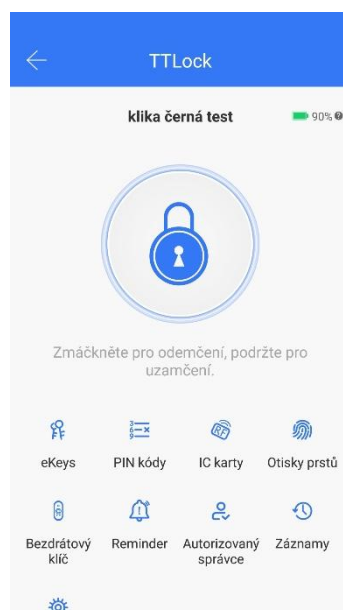 TTLock
klika černá test
90%
Zmáčkněte pro odemčení, podržte pro
uzamčení.
eKeys PIN kódy IC karty Otisky prstů
Bezdrátový klíč Reminder Autorizovaný správce Záznamy